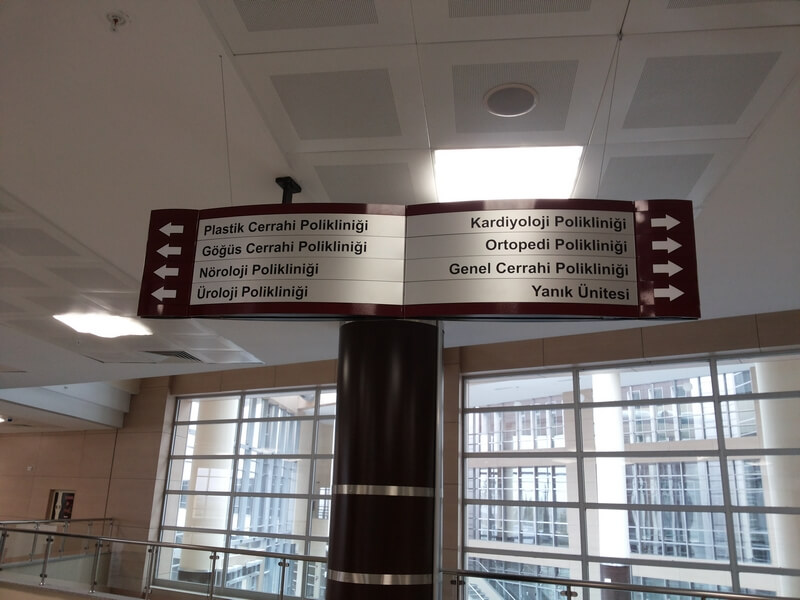 Plastik Cerrahi Polikliniği
Göğüs Cerrahi Polikliniği
Nöroloji Polikliniği
Üroloji Polikliniği
Kardiyoloji Polikliniği
Ortopedi Polikliniği
Genel Cerrahi Polikliniği
Yanık Ünitesi